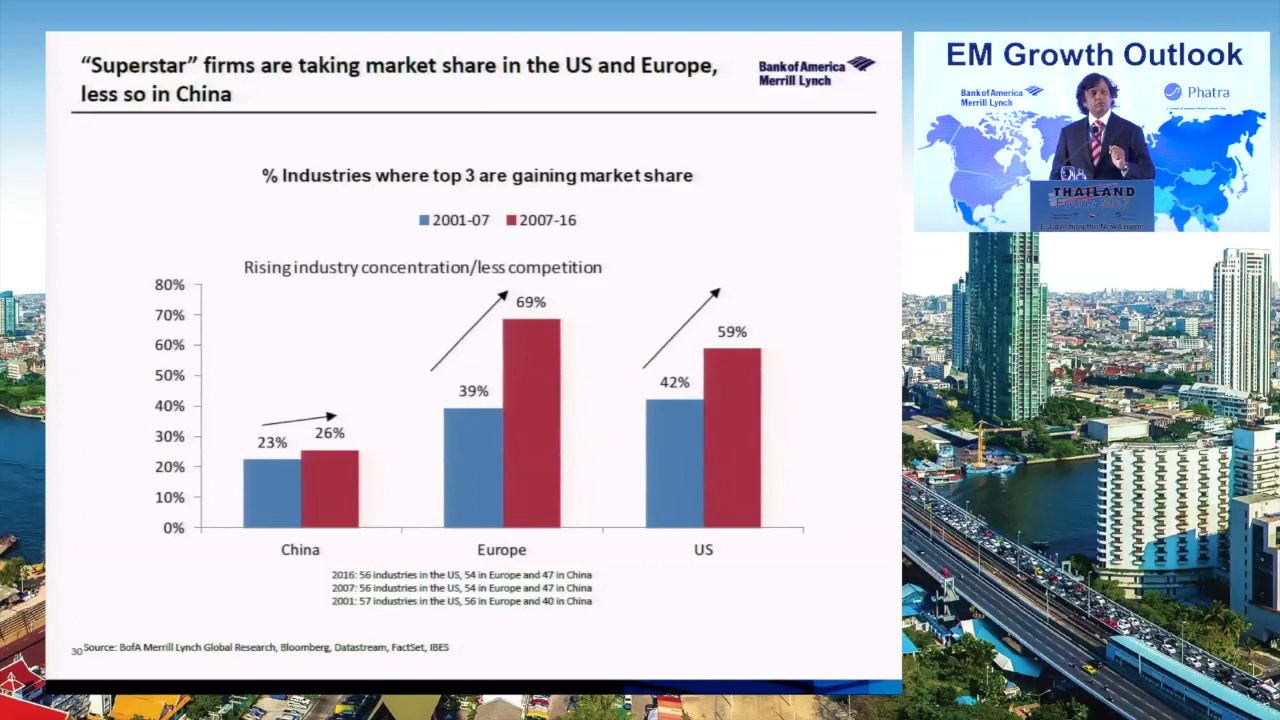 “Superstar” firms are taking market share in the US and Europe,
less so in China
Bank of America
Merrill Lynch
% Industries where top 3 are gaining market share
2001-07 2007-16
Rising industry concentration/less competition
80%
70%
60%
50%
40%
30%
20%
10%
0%
23%
26%
39%
69%
42%
59%
China Europe US
2016: 56 industries in the US, 54 in Europe and 47 in China
2007: 56 industries in the US, 54 in Europe and 47 in China
2001: 57 industries in the US, 56 in Europe and 40 in China
30 Source: BofA Merrill Lynch Global Research, Bloomberg, Datastream, FactSet, IBES
EM Growth Outlook
Bank of America
Merrill Lynch
Phatra
THAILAND
Focus 2017
Establishing the New Engine